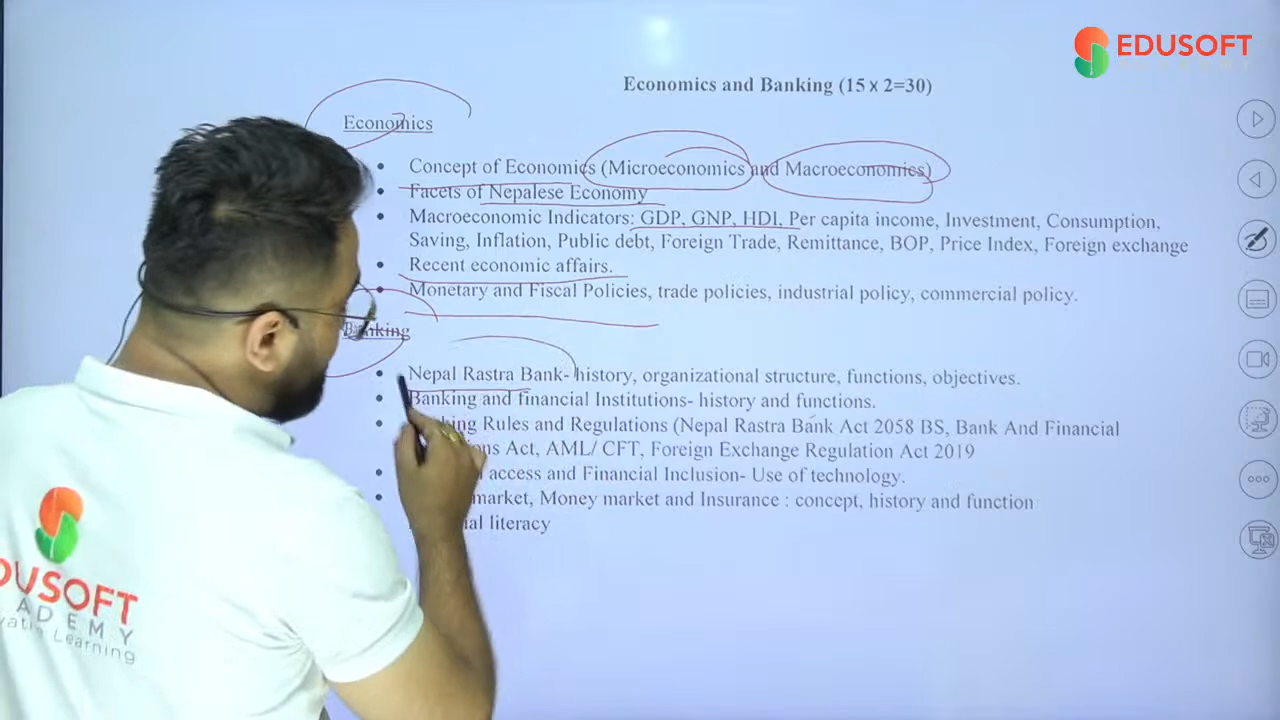 EDUSOFT
Economics and Banking (15 x 2=30)
Economics
• Concept of Economics (Microeconomics and Macroeconomics)
• Facets of Nepalese Economy
• Macroeconomic Indicators: GDP, GNP, HDI, Per capita income, Investment, Consumption,
Saving, Inflation, Public debt, Foreign Trade, Remittance, BOP, Price Index, Foreign exchange
• Recent economic affairs.
• Monetary and Fiscal Policies, trade policies, industrial policy, commercial policy.
Banking
• Nepal Rastra Bank- history, organizational structure, functions, objectives.
• Banking and financial Institutions- history and functions.
• Rules and Regulations (Nepal Rastra Bank Act 2058 BS, Bank And Financial
Act, AML/ CFT, Foreign Exchange Regulation Act 2019
• access and Financial Inclusion- Use of technology.
• market, Money market and Insurance : concept, history and function
literacy
DUSOFT
ADEMY
Learning